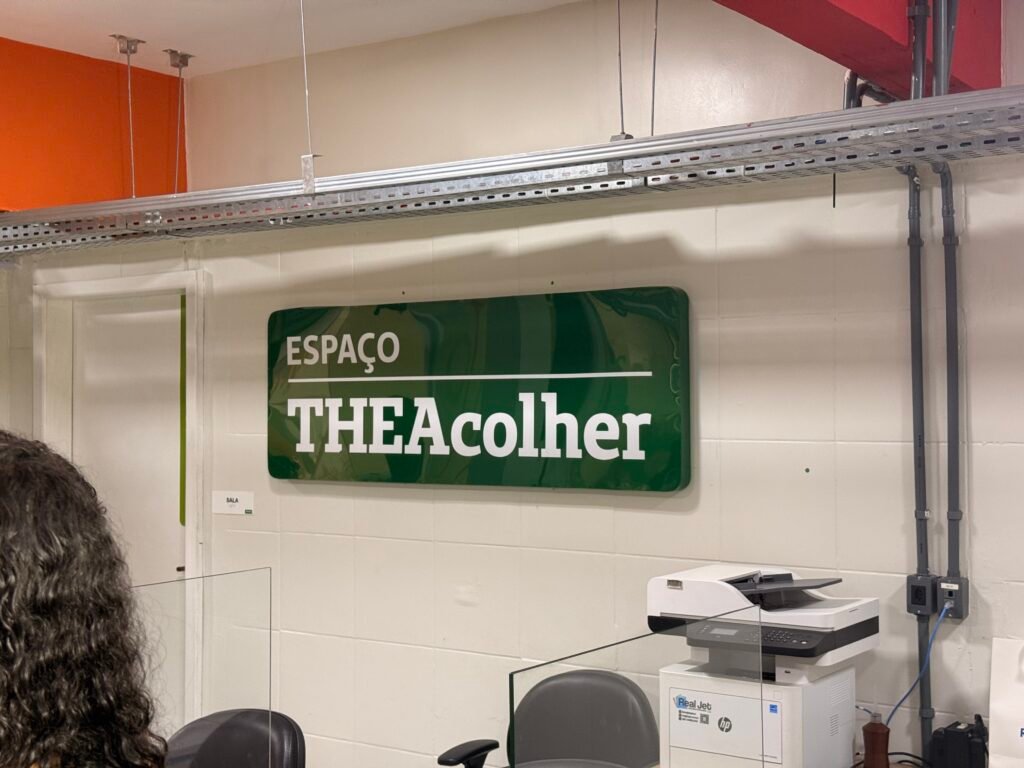 ESPAÇO
THEAcolher
SALA
Real Jet
hp